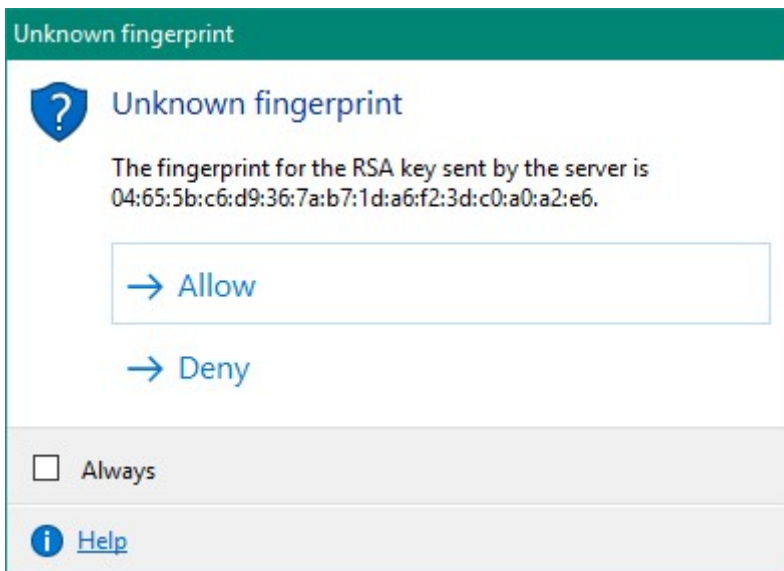 Unknown fingerprint
Unknown fingerprint
The fingerprint for the RSA key sent by the server is
04:65:5b:c6:d9:36:7a:b7:1d:a6:f2:3d:c0:a0:a2:e6.
→ Allow
→ Deny
Always
Help